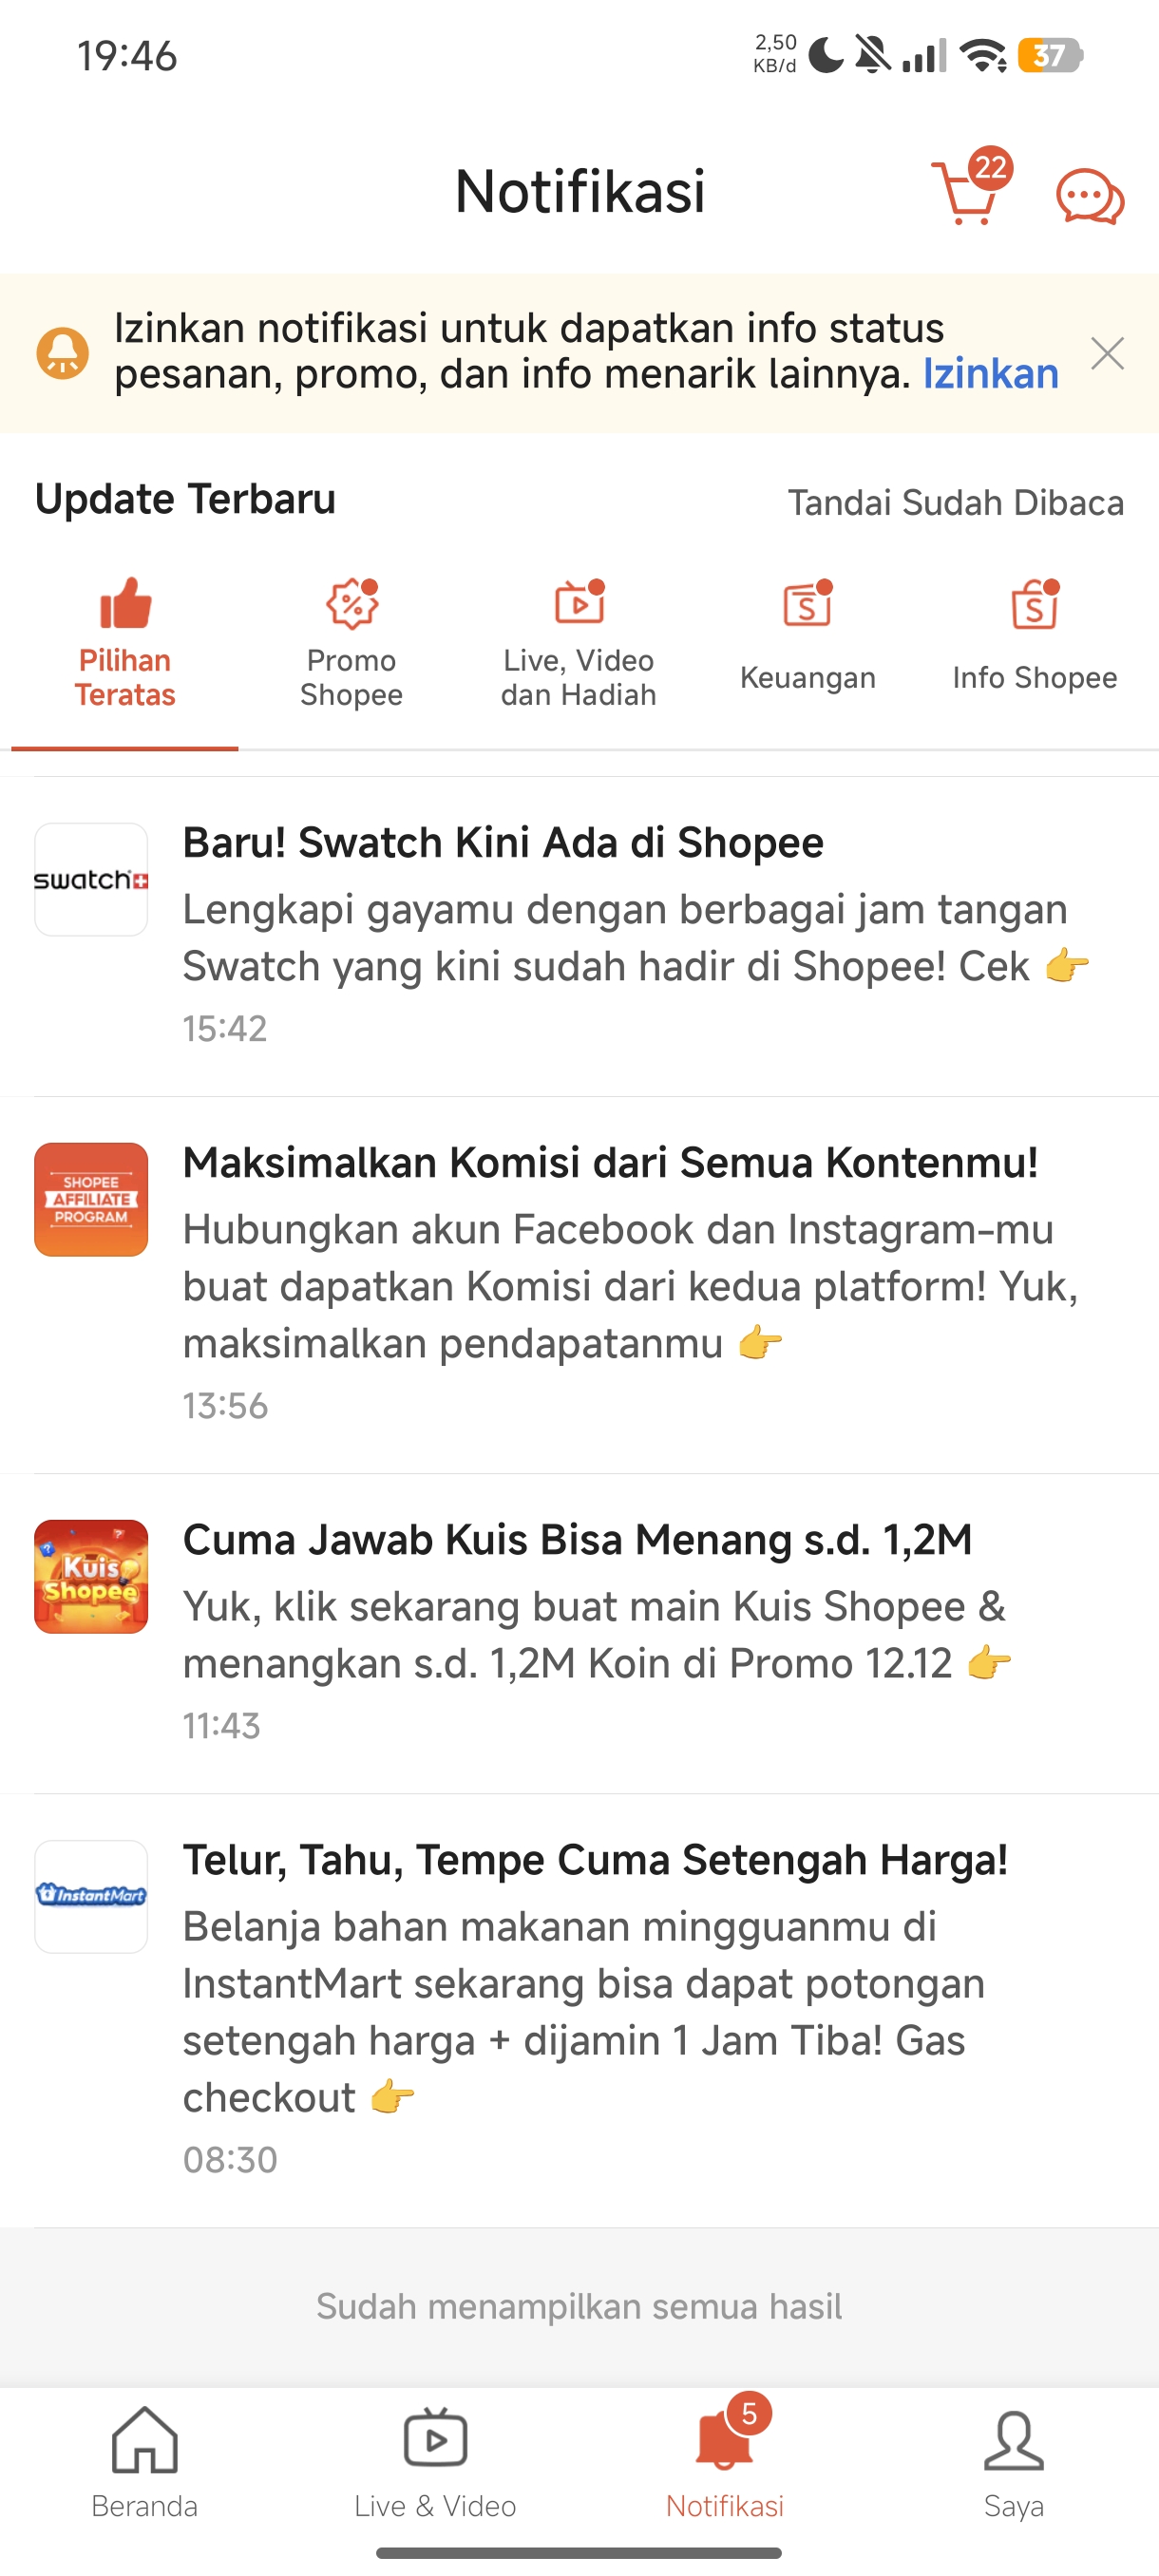 19:46
2,50
KB/d
37
Notifikasi
22
Izinkan notifikasi untuk dapatkan info status
pesanan, promo, dan info menarik lainnya. Izinkan
Update Terbaru
Tandai Sudah Dibaca
Pilihan
Teratas
Promo
Shopee
Live, Video
dan Hadiah
Keuangan
Info Shopee
swatch
Baru! Swatch Kini Ada di Shopee
Lengkapi gayamu dengan berbagai jam tangan
Swatch yang kini sudah hadir di Shopee! Cek 👉
15:42
SHOPEE
AFFILIATE
PROGRAM
Maksimalkan Komisi dari Semua Kontenmu!
Hubungkan akun Facebook dan Instagram-mu
buat dapatkan Komisi dari kedua platform! Yuk,
maksimalkan pendapatanmu 👉
13:56
Kuis
Shopee
Cuma Jawab Kuis Bisa Menang s.d. 1,2M
Yuk, klik sekarang buat main Kuis Shopee &
menangkan s.d. 1,2M Koin di Promo 12.12 👉
11:43
InstantMart
Telur, Tahu, Tempe Cuma Setengah Harga!
Belanja bahan makanan mingguanmu di
InstantMart sekarang bisa dapat potongan
setengah harga + dijamin 1 Jam Tiba! Gas
checkout 👉
08:30
Sudah menampilkan semua hasil
5
Beranda
Live & Video
Notifikasi
Saya